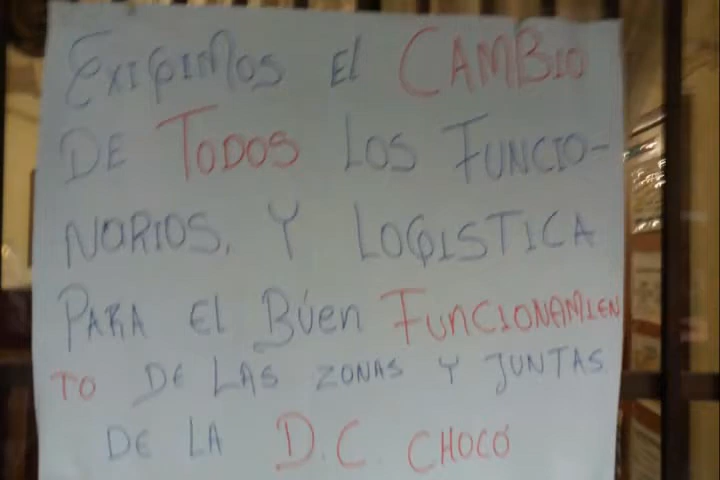 ExigiMos El CAMBio
DE TODOS LOS FUNCIO-
NARIOS, Y LOGISTICA
PARA El Búen FUNCIONAMIEN
TO DE LAS ZONAS Y JUNTAS
DE LA D.C. CHOCÓ